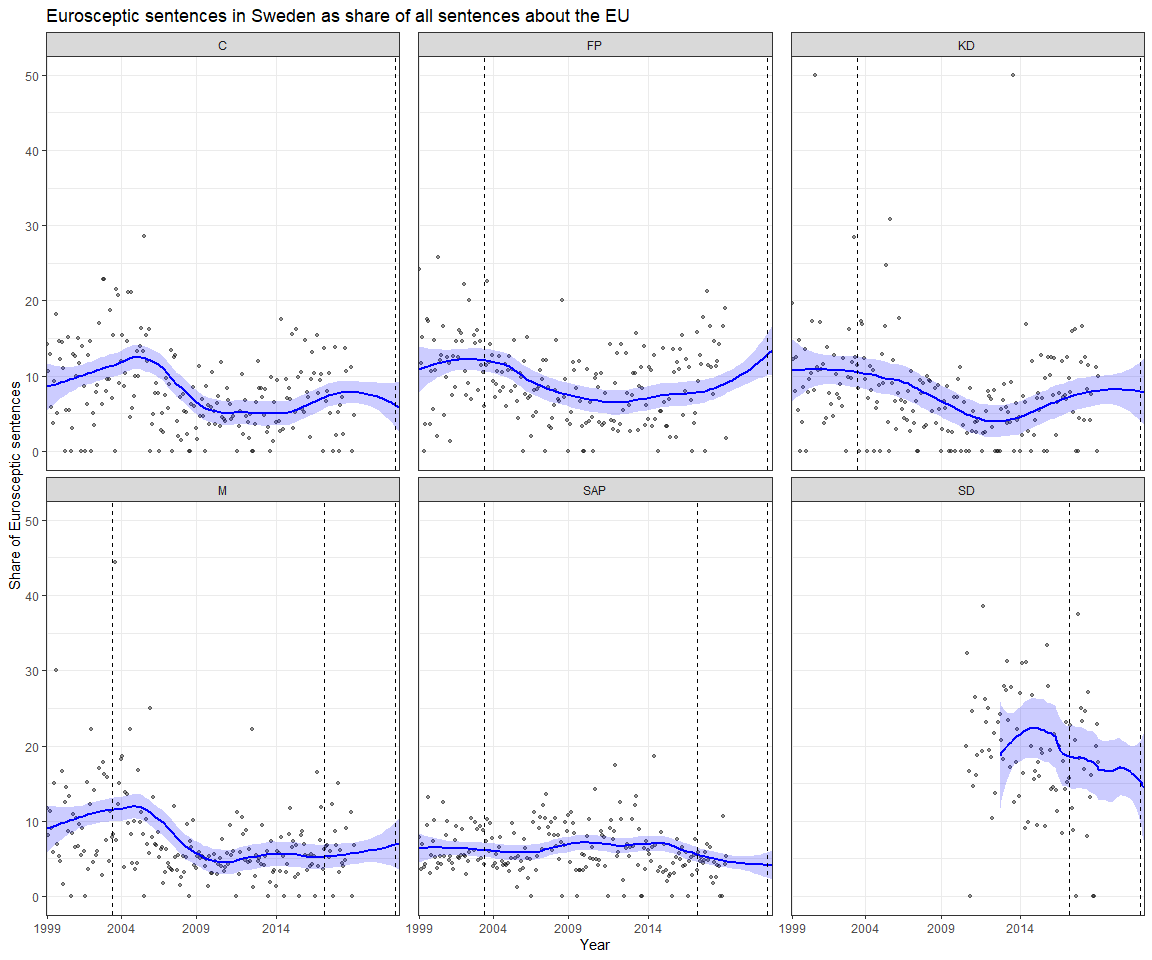 Eurosceptic sentences in Sweden as share of all sentences about the EU
C
FP
KD
50
40
30
20
10
0
M
SAP
SD
50
40
30
20
10
0
Share of Eurosceptic sentences
1999
2004
2009
2014
1999
2004
2009
2014
1999
2004
2009
2014
Year